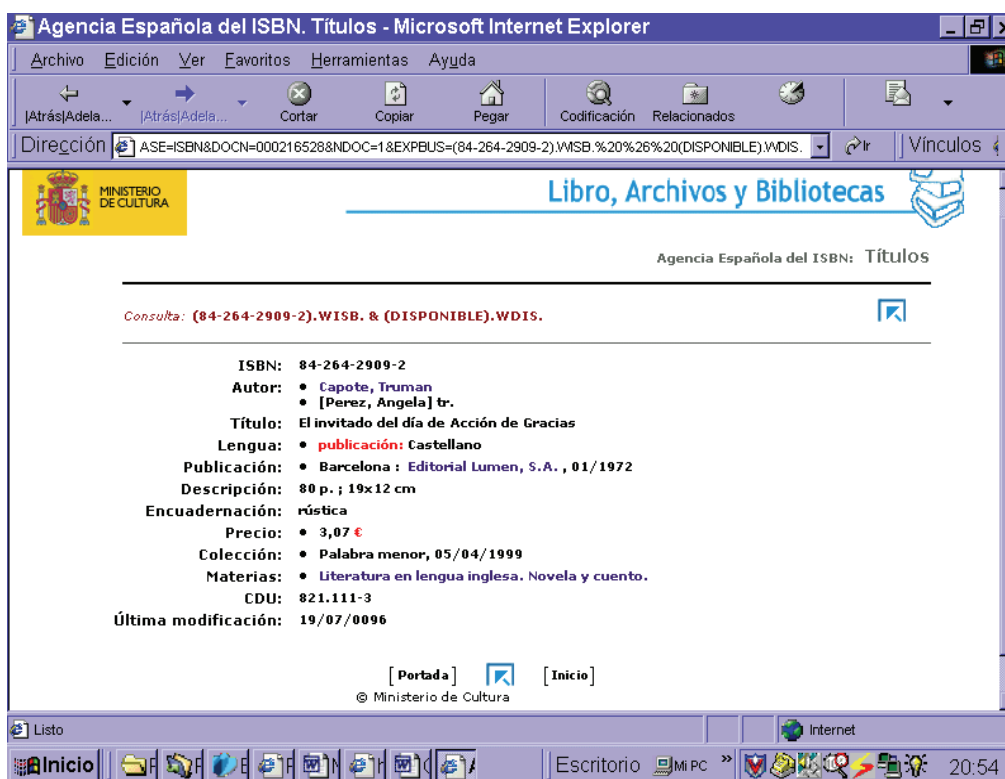 Agencia Española del ISBN. Títulos - Microsoft Internet Explorer
Archivo Edición Ver Favoritos Herramientas Ayuda
|Atrás|Adela... |Atrás|Adela... Cortar Copiar Pegar Codificación Relacionados
Dirección ASE=ISBN&DOCN=000216528&NDOC=1&EXPBUS=(84-264-2909-2).WISB.%20%26%20(DISPONIBLE).WDIS. Ir Vínculos
MINISTERIO
DE CULTURA
Libro, Archivos y Bibliotecas
Agencia Española del ISBN: Títulos
Consulta: (84-264-2909-2).WISB. & (DISPONIBLE).WDIS.
ISBN: 84-264-2909-2
Autor: • Capote, Truman
• [Perez, Angela] tr.
Título: El invitado del día de Acción de Gracias
Lengua: • publicación: Castellano
Publicación: • Barcelona : Editorial Lumen, S.A. , 01/1972
Descripción: 80 p. ; 19x12 cm
Encuadernación: rústica
Precio: • 3,07 €
Colección: • Palabra menor, 05/04/1999
Materias: • Literatura en lengua inglesa. Novela y cuento.
CDU: 821.111-3
Última modificación: 19/07/0096
[Portada] [Inicio]
© Ministerio de Cultura
Listo Internet
Inicio Escritorio Mi PC » 20:54